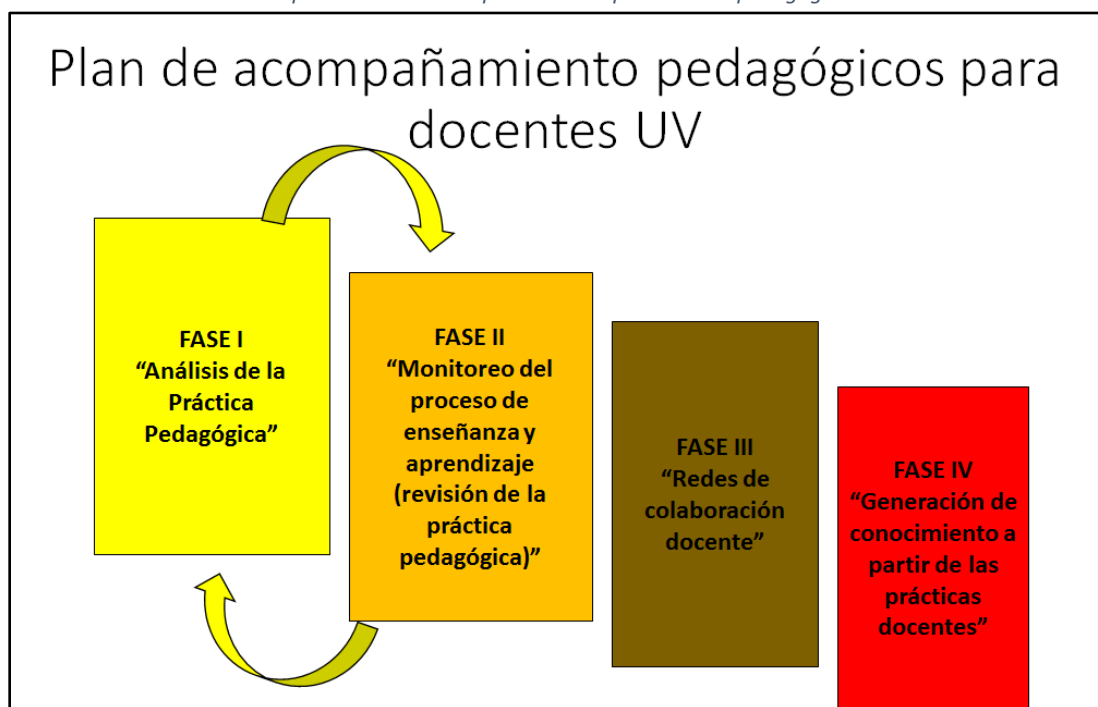 Plan de acompañamiento pedagógicos para
docentes UV
FASE I
“Análisis de la
Práctica
Pedagógica”
FASE II
“Monitoreo del
proceso de
enseñanza y
aprendizaje
(revisión de la
práctica
pedagógica)”
FASE III
“Redes de
colaboración
docente”
FASE IV
“Generación de
conocimiento a
partir de las
prácticas
docentes”